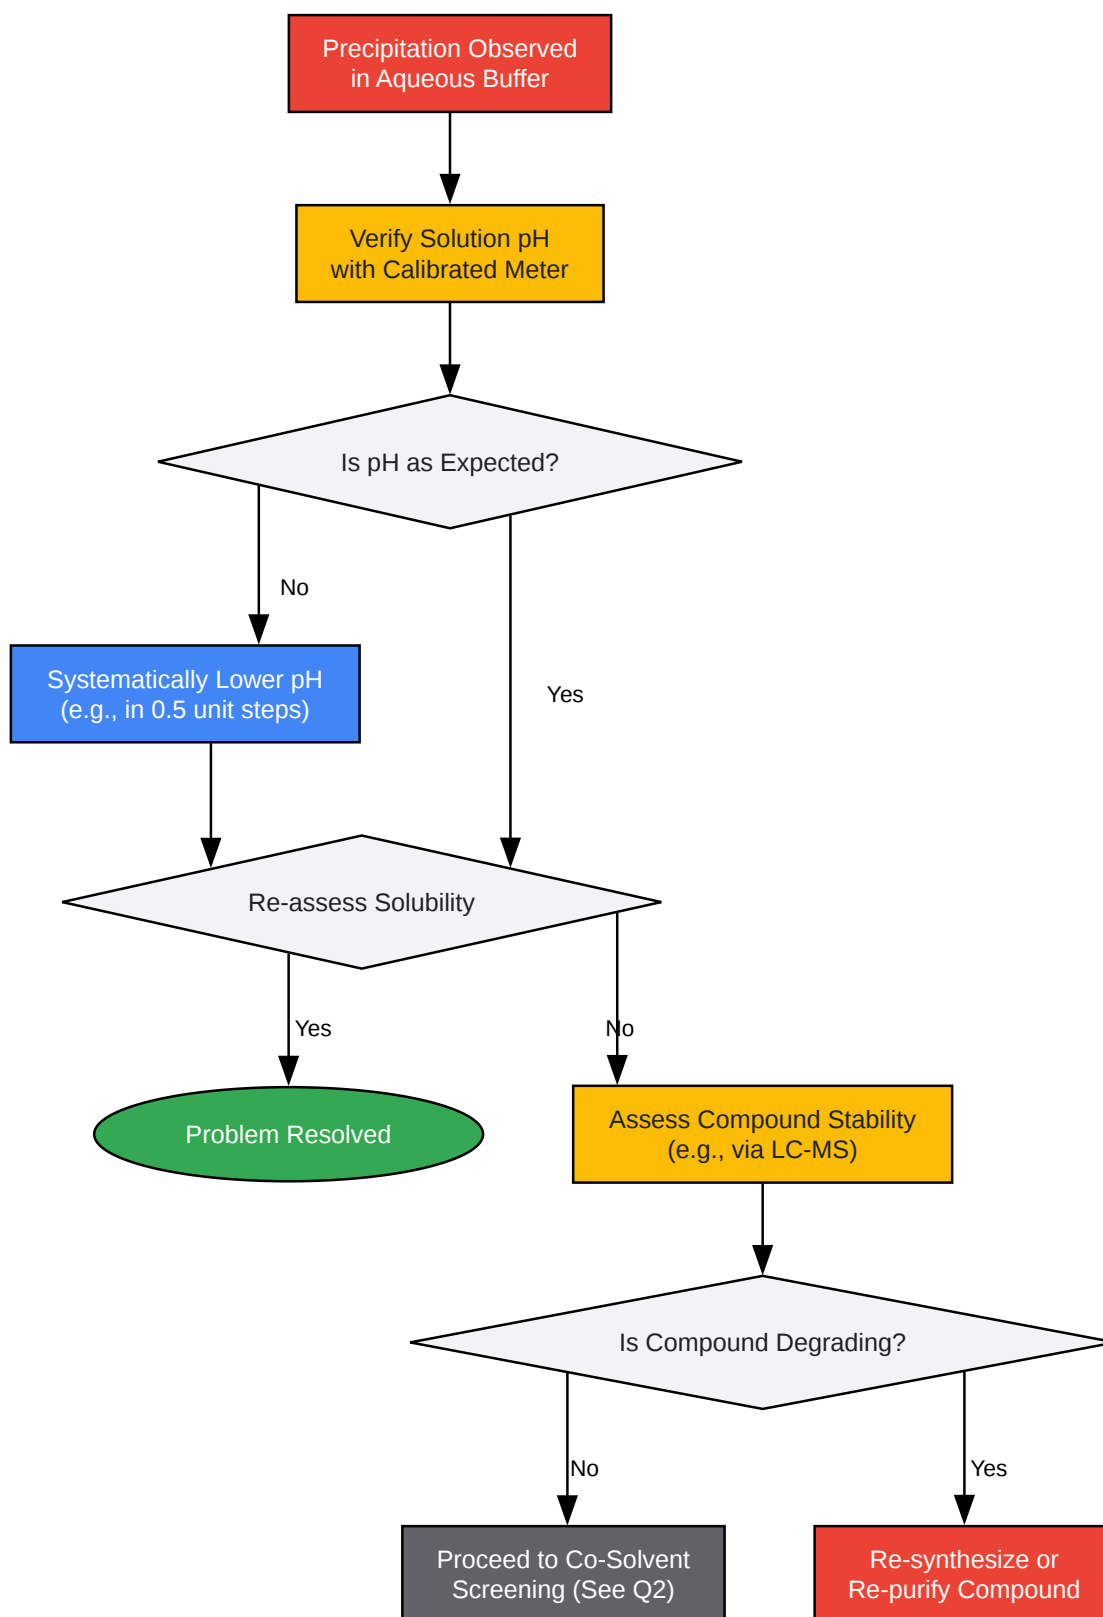 Precipitation Observed
in Aqueous Buffer
Verify Solution pH
with Calibrated Meter
Is pH as Expected?
No
Systematically Lower pH
(e.g., in 0.5 unit steps)
Yes
Re-assess Solubility
Yes
No
Problem Resolved
Assess Compound Stability
(e.g., via LC-MS)
Is Compound Degrading?
No
Yes
Proceed to Co-Solvent
Screening (See Q2)
Re-synthesize or
Re-purify Compound